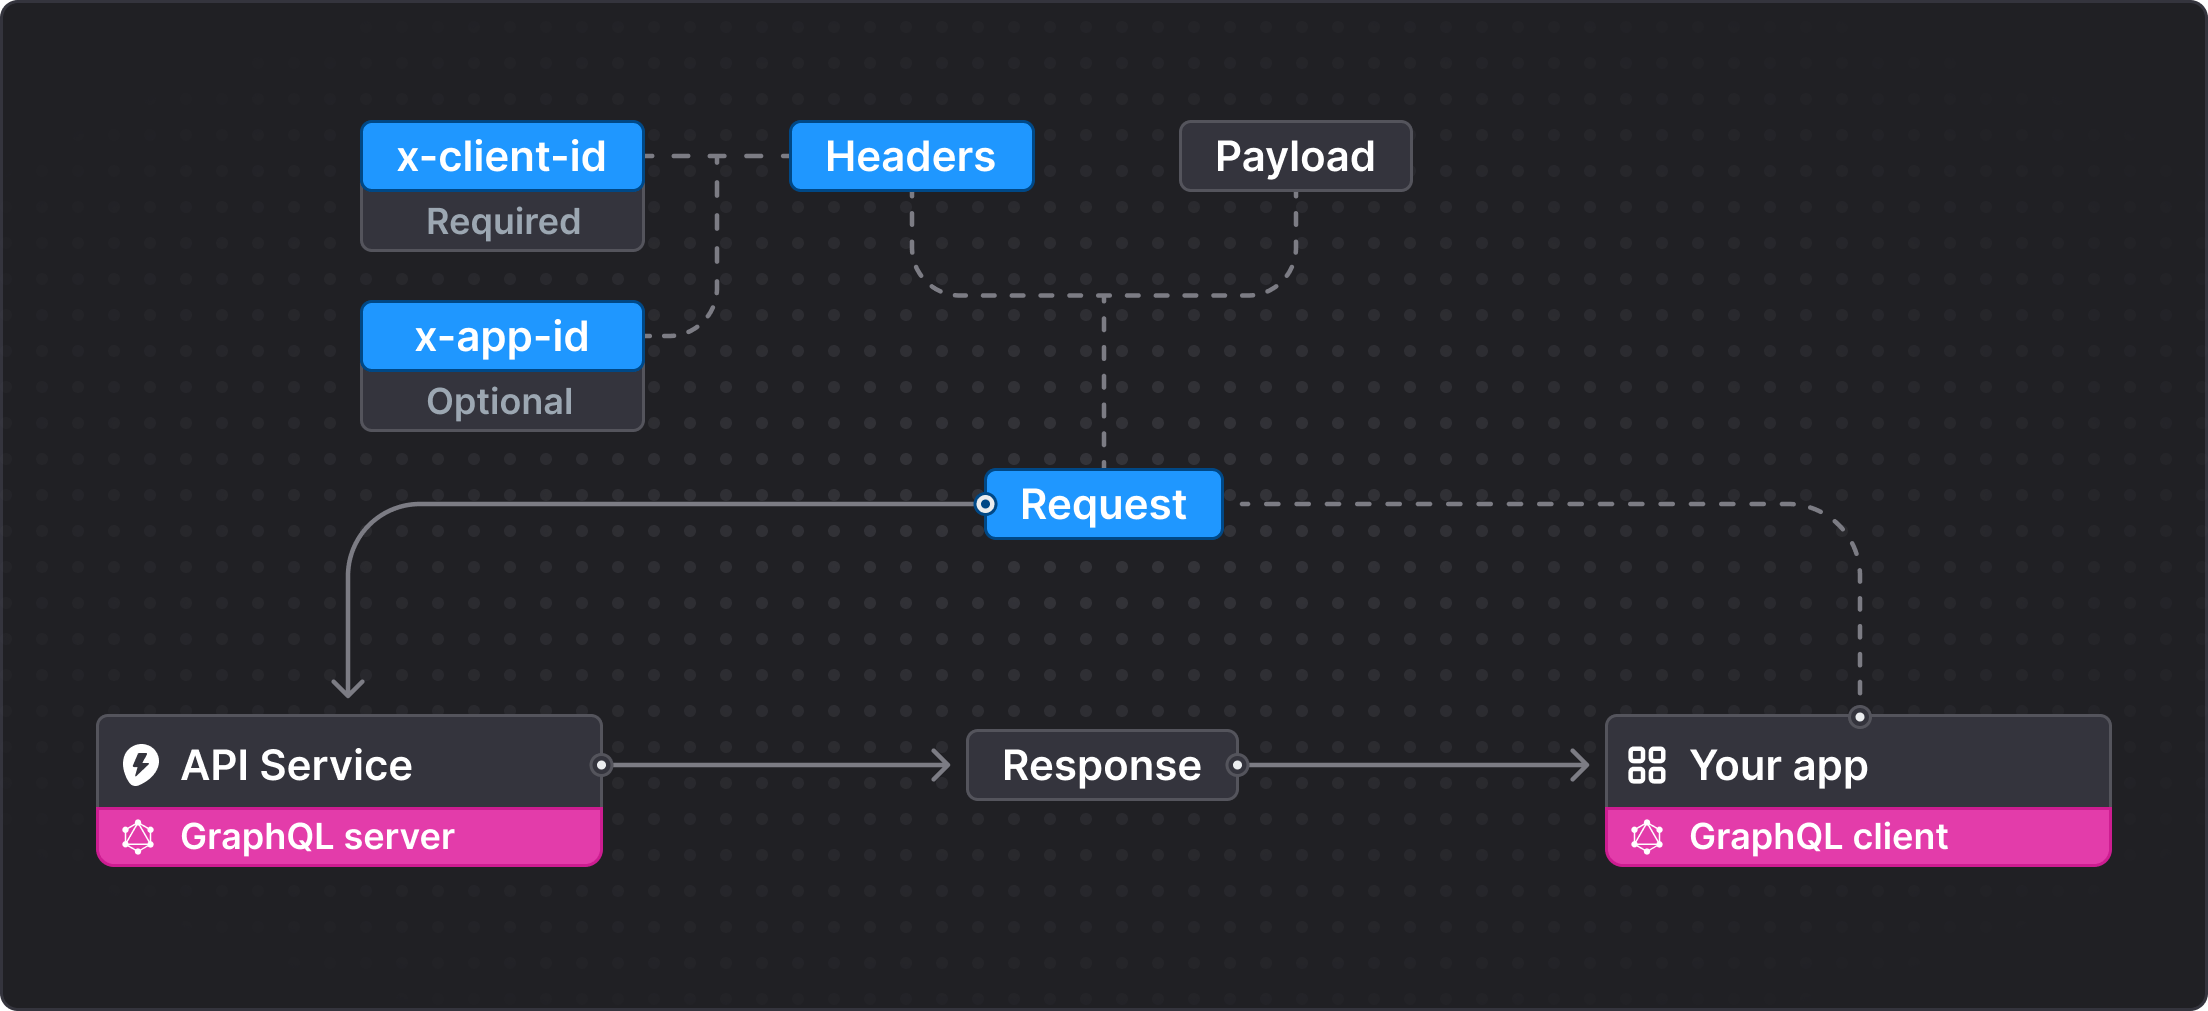 x-client-id
Required
Headers
Payload
x-app-id
Optional
Request
API Service
GraphQL server
Response
Your app
GraphQL client